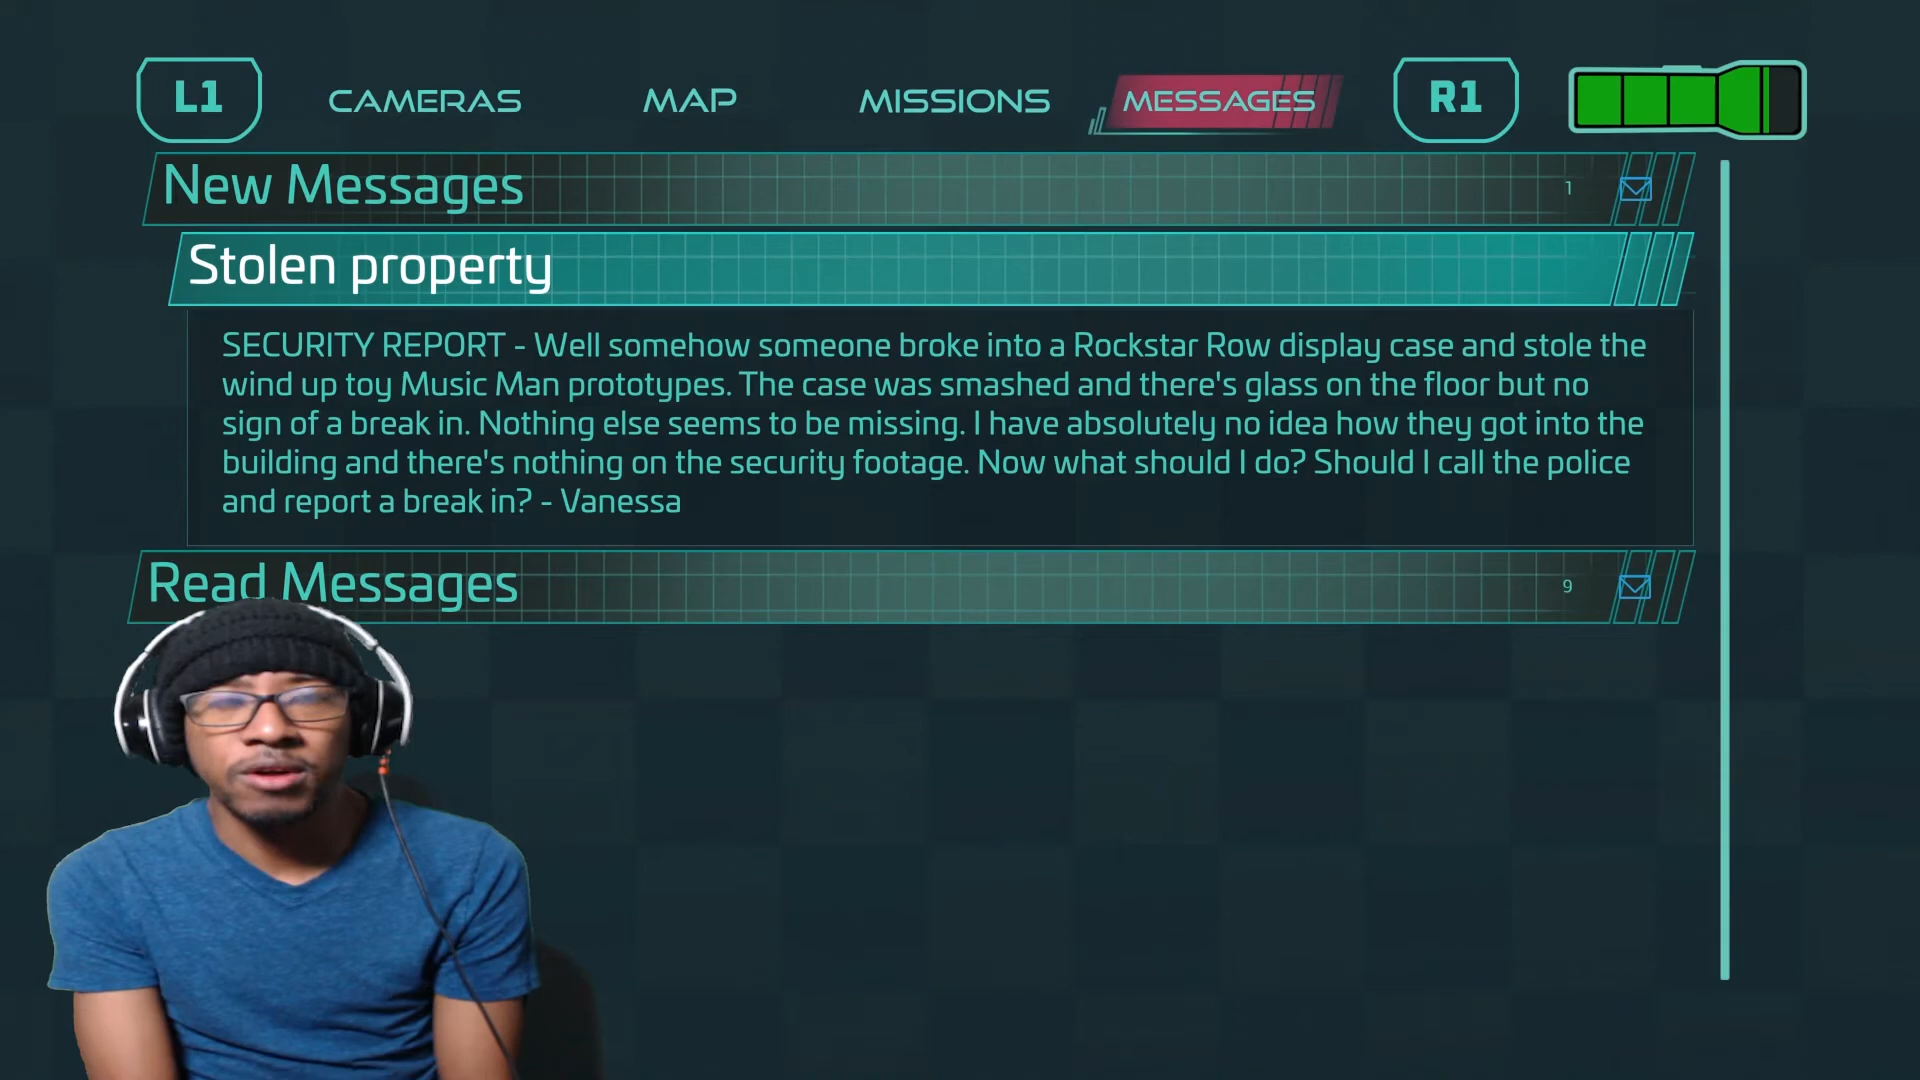 L1 CAMERAS MAP MISSIONS MESSAGES R1
New Messages 1
Stolen property
SECURITY REPORT - Well somehow someone broke into a Rockstar Row display case and stole the
wind up toy Music Man prototypes. The case was smashed and there's glass on the floor but no
sign of a break in. Nothing else seems to be missing. I have absolutely no idea how they got into the
building and there's nothing on the security footage. Now what should I do? Should I call the police
and report a break in? - Vanessa
Read Messages 9